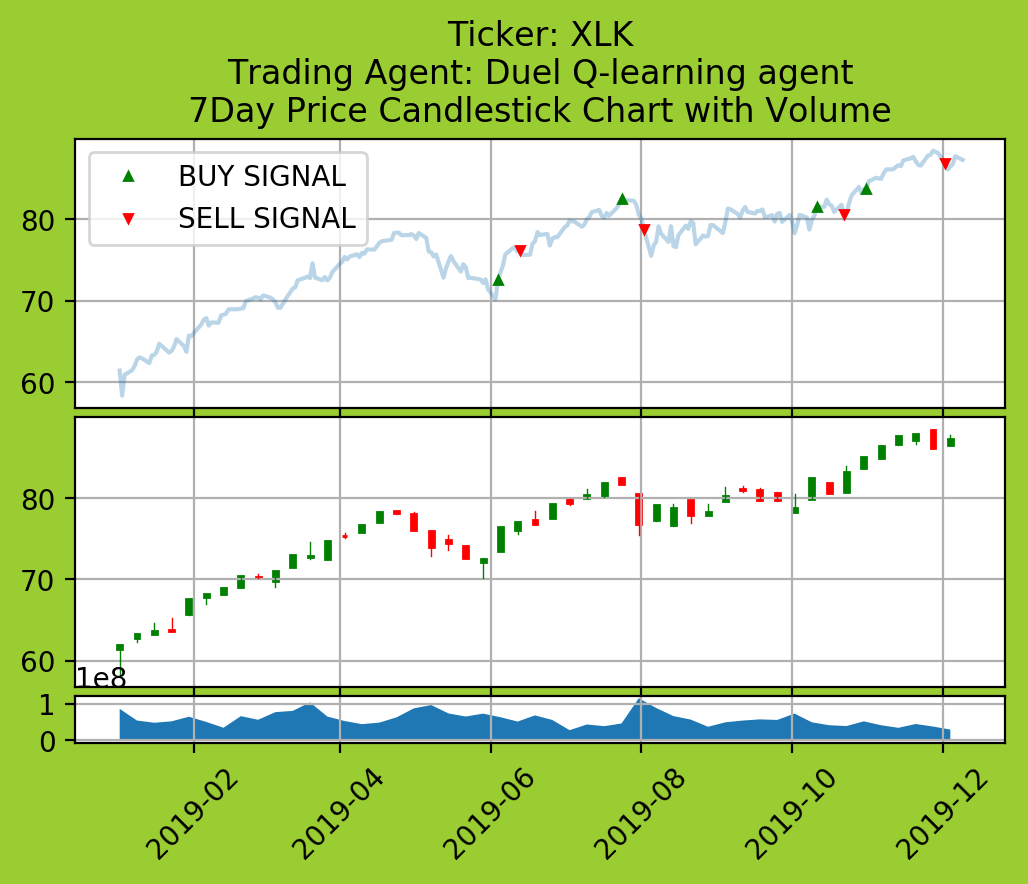 Ticker: XLK
Trading Agent: Duel Q-learning agent
7Day Price Candlestick Chart with Volume
BUY SIGNAL
SELL SIGNAL
80
70
60
80
70
60
1e8
1
0
2019-02
2019-04
2019-06
2019-08
2019-10
2019-12